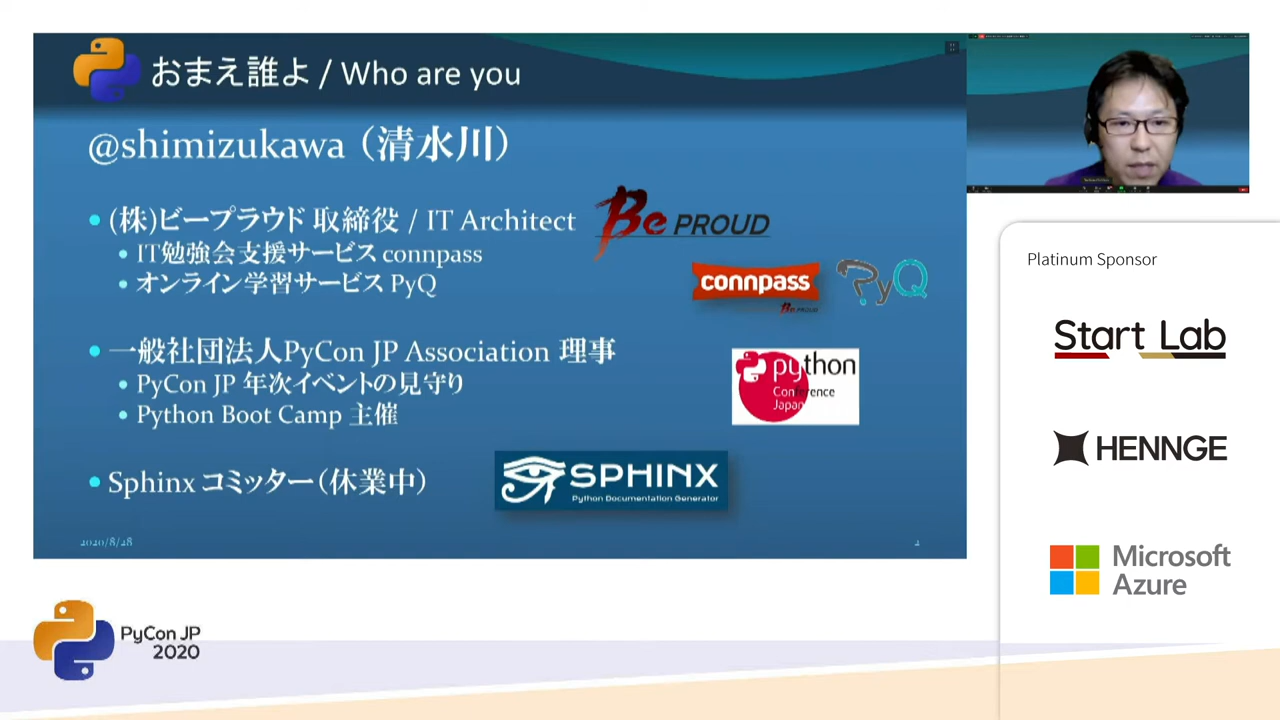 おまえ誰よ / Who are you
@shimizukawa（清水川）
(株)ビープラウド 取締役 / IT Architect
IT勉強会支援サービス connpass
オンライン学習サービス PyQ
Be PROUD
connpass
Be PROUD
PyQ
一般社団法人PyCon JP Association 理事
PyCon JP 年次イベントの見守り
Python Boot Camp 主催
python
Conference
Japan
Sphinx コミッター（休業中）
SPHINX
Python Documentation Generator
2020/8/28
2
Platinum Sponsor
Start Lab
HENNGE
Microsoft
Azure
PyCon JP
2020